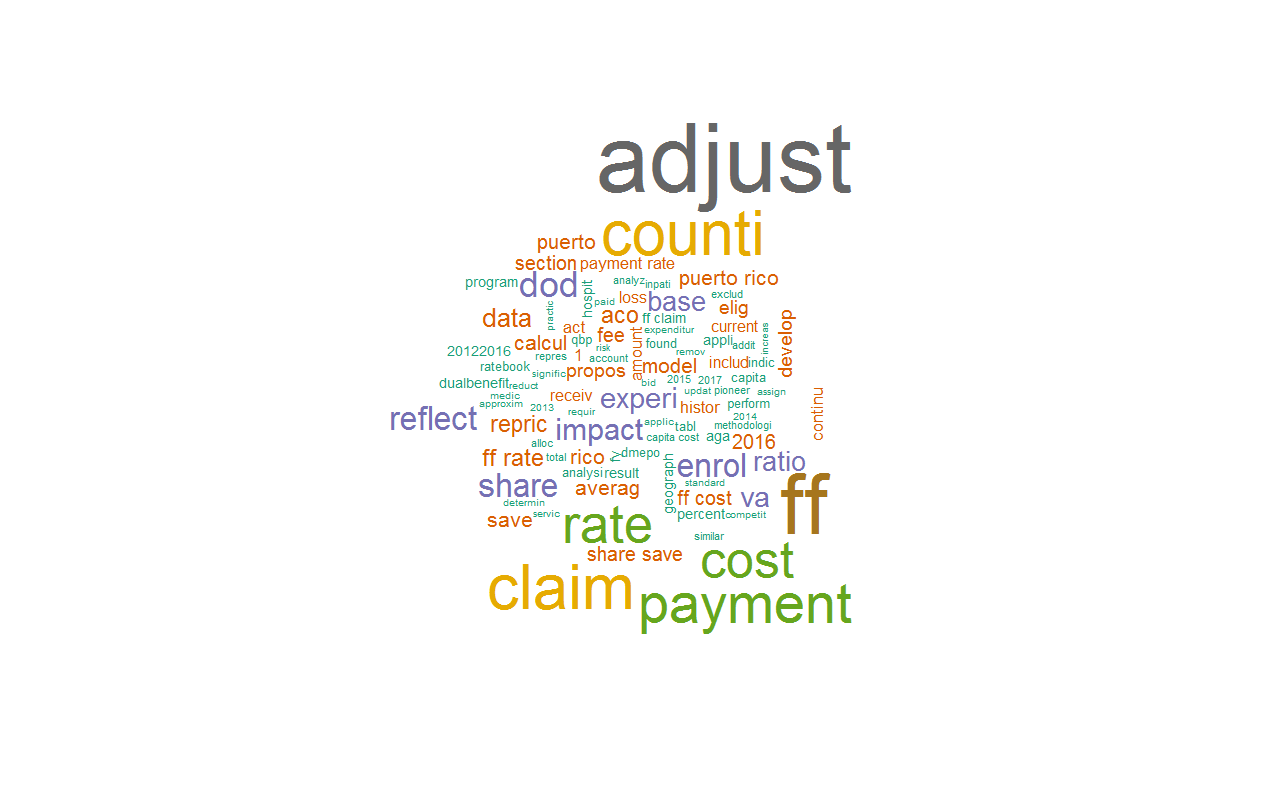 adjust
counti
puerto
section
payment rate
program
dod
analyz
inpati
puerto rico
hospit
paid
loss
base
exclud
elig
practic
data
aco
ff claim
act
fee
expenditur
current
increas
develop
calcul
qbp
risk
amount
found
appli
addit
20122016
repres
1
account
remov
model
includ
indic
ratebook
signific
propos
dualbenefit
reduct
bid
2015
2017
capita
medic
receiv
experi
updat
pioneer
assign
approxim
2013
requir
histor
perform
continu
reflect
repric
impact
applic
tabl
2014
methodologi
alloc
capita cost
aga
2016
ff rate
total
rico
fy
dmepo
geograph
enrol
ratio
analysi
result
standard
share
averag
ff cost
va
ff
determin
save
servic
rate
percent
competit
similar
share save
cost
claim
payment